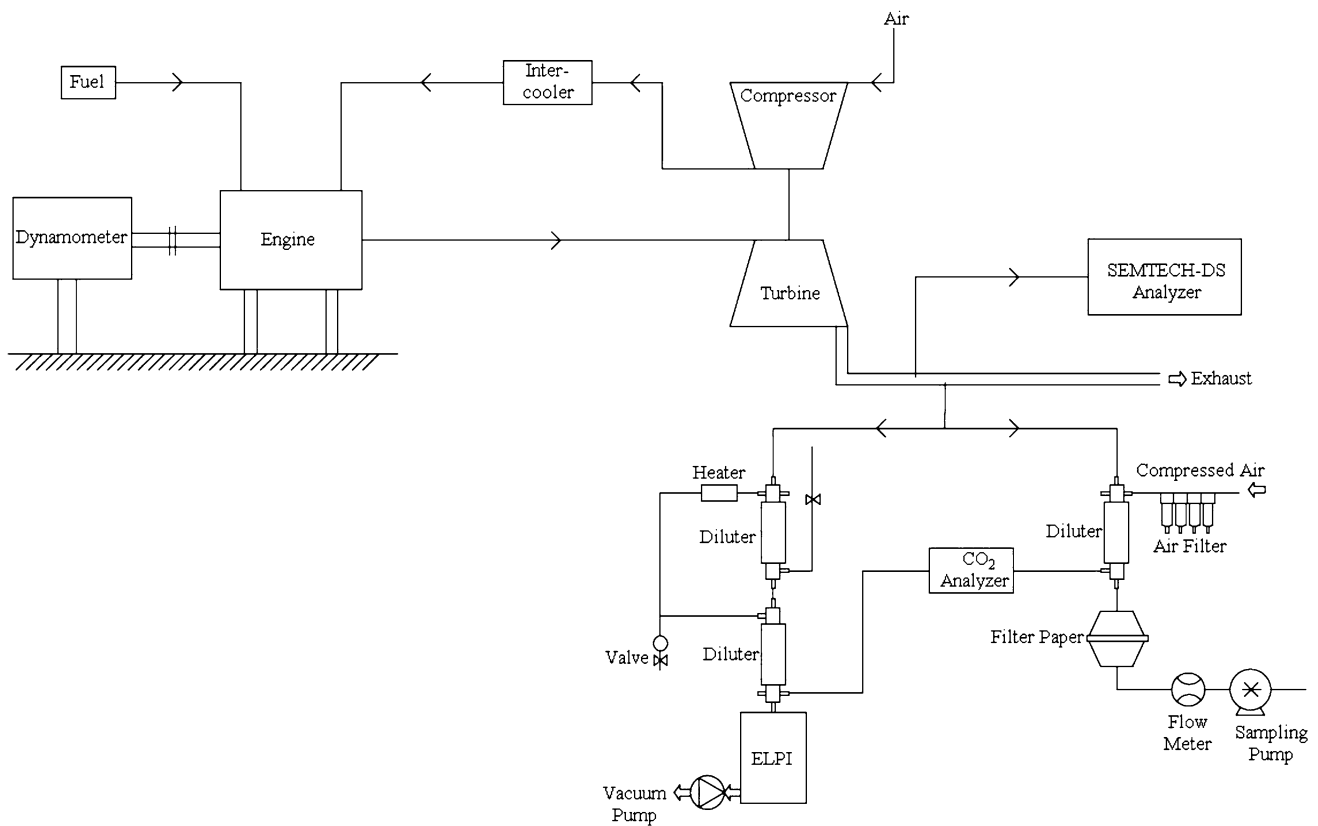 Air
Fuel
Inter-
cooler
Compressor
Dynamometer
Engine
Turbine
SEMTECH-DS
Analyzer
Exhaust
Heater
Compressed Air
Diluter
Diluter
Air Filter
CO₂
Analyzer
Filter Paper
Valve
Diluter
Flow
Meter
Sampling
Pump
ELPI
Vacuum
Pump